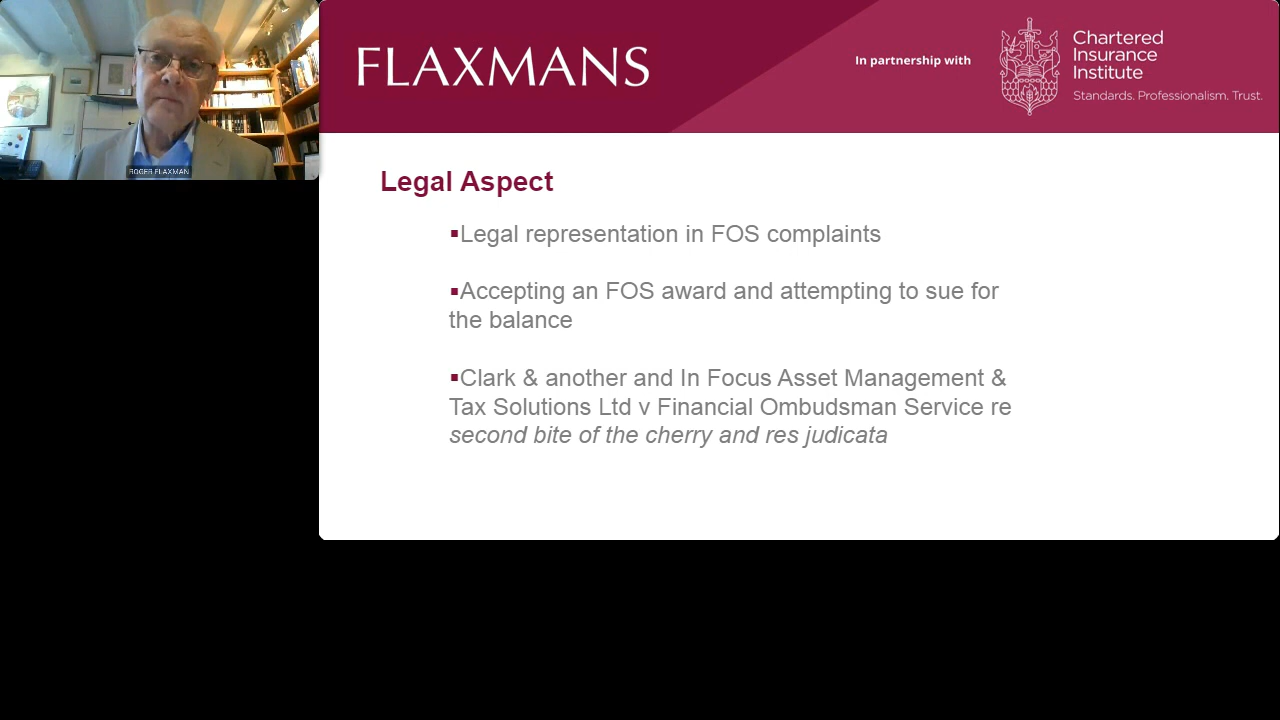 ROGER FLAXMAN
FLAXMANS
In partnership with
Chartered
Insurance
Institute
Standards. Professionalism. Trust.
Legal Aspect
▪Legal representation in FOS complaints
▪Accepting an FOS award and attempting to sue for
the balance
▪Clark & another and In Focus Asset Management &
Tax Solutions Ltd v Financial Ombudsman Service re
second bite of the cherry and res judicata